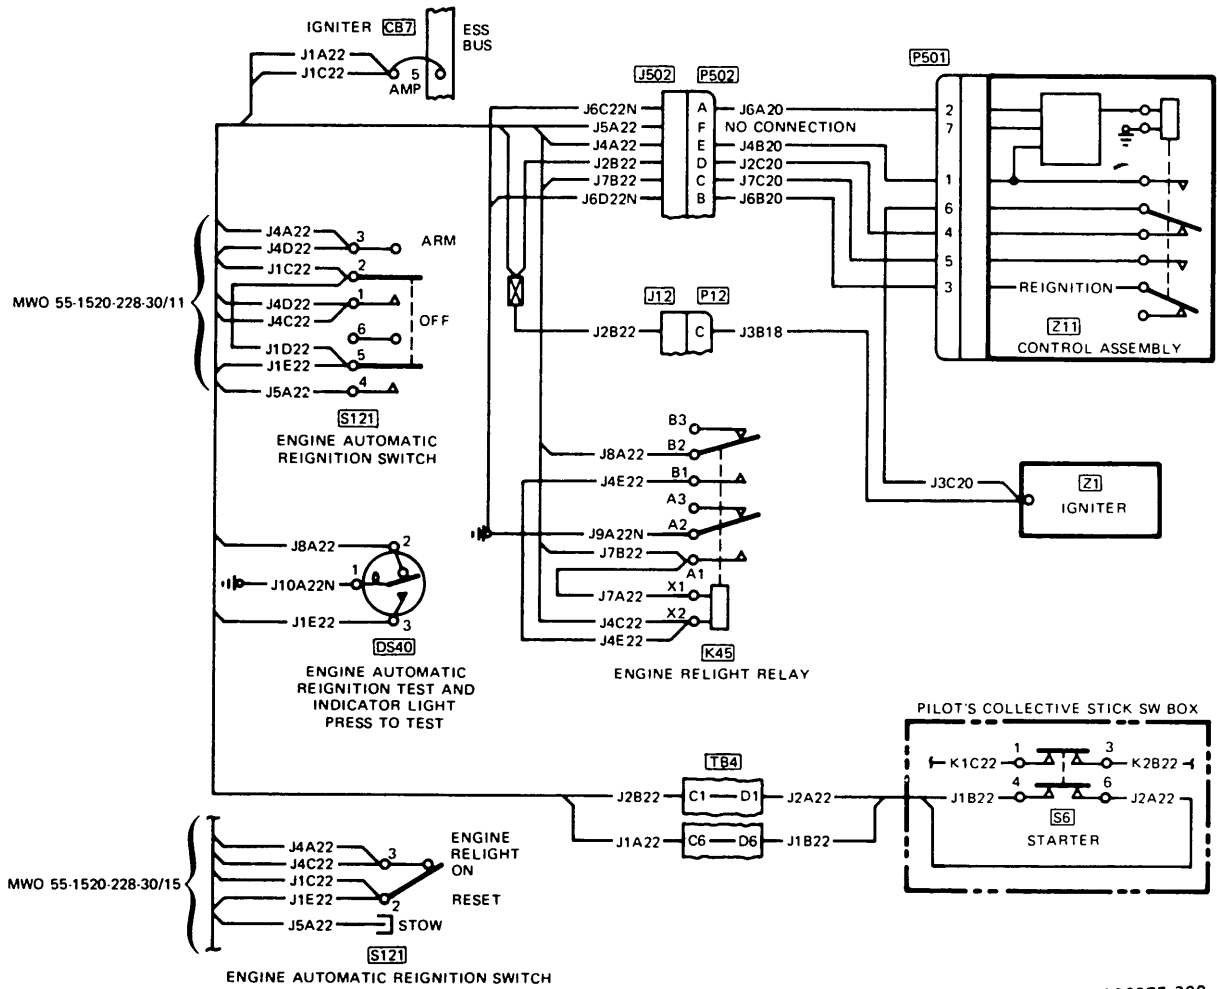 IGNITER CB7
ESS
BUS
J1A22
J1C22
5
AMP
J502
P502
P501
J6C22N
A
J6A20
2
J5A22
F
NO CONNECTION
7
J4A22
E
J4B20
J2B22
D
J2C20
J7B22
C
J7C20
1
J6D22N
B
J6B20
6
4
5
3
REIGNITION
Z11
CONTROL ASSEMBLY
MWO 55-1520-228-30/11
J4A22
3
ARM
J4D22
J1C22
2
J4D22
1
J4C22
OFF
6
J1D22
5
J1E22
J5A22
4
S121
ENGINE AUTOMATIC
REIGNITION SWITCH
J12
P12
J2B22
C
J3B18
B3
B2
J8A22
B1
J4E22
A3
A2
J9A22N
J7B22
A1
J7A22
X1
J4C22
X2
J4E22
K45
ENGINE RELIGHT RELAY
J3C20
Z1
IGNITER
J8A22
2
J10A22N
1
J1E22
3
DS40
ENGINE AUTOMATIC
REIGNITION TEST AND
INDICATOR LIGHT
PRESS TO TEST
PILOT'S COLLECTIVE STICK SW BOX
K1C22
1
3
K2B22
J1B22
4
6
J2A22
S6
STARTER
TB4
J2B22
C1
D1
J2A22
J1A22
C6
D6
J1B22
MWO 55-1520-228-30/15
J4A22
3
J4C22
J1C22
J1E22
2
J5A22
ENGINE
RELIGHT
ON
RESET
STOW
S121
ENGINE AUTOMATIC REIGNITION SWITCH